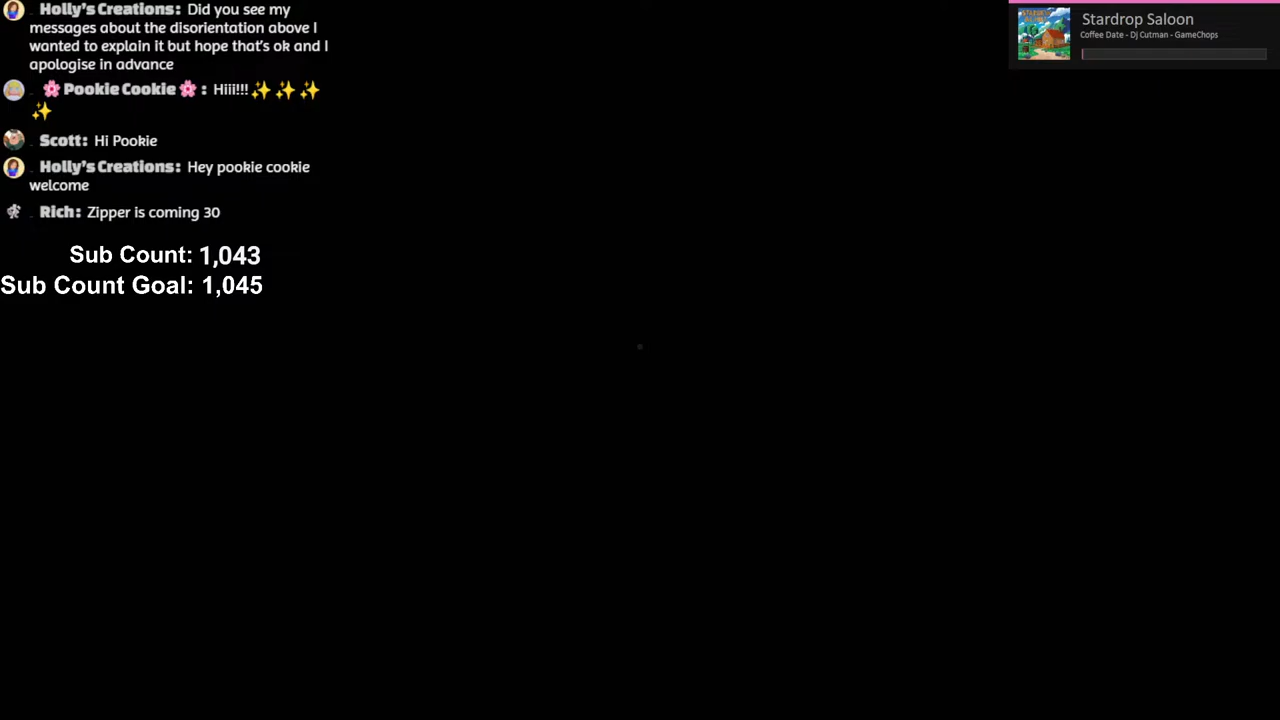 Holly's Creations: Did you see my
messages about the disorientation above I
wanted to explain it but hope that's ok and I
apologise in advance
🌸 Pookie Cookie 🌸 : Hiii!!!✨ ✨ ✨
✨
Scott: Hi Pookie
Holly's Creations: Hey pookie cookie
welcome
Rich: Zipper is coming 30
Sub Count: 1,043
Sub Count Goal: 1,045
Stardrop Saloon
Coffee Date - Dj Cutman - GameChops